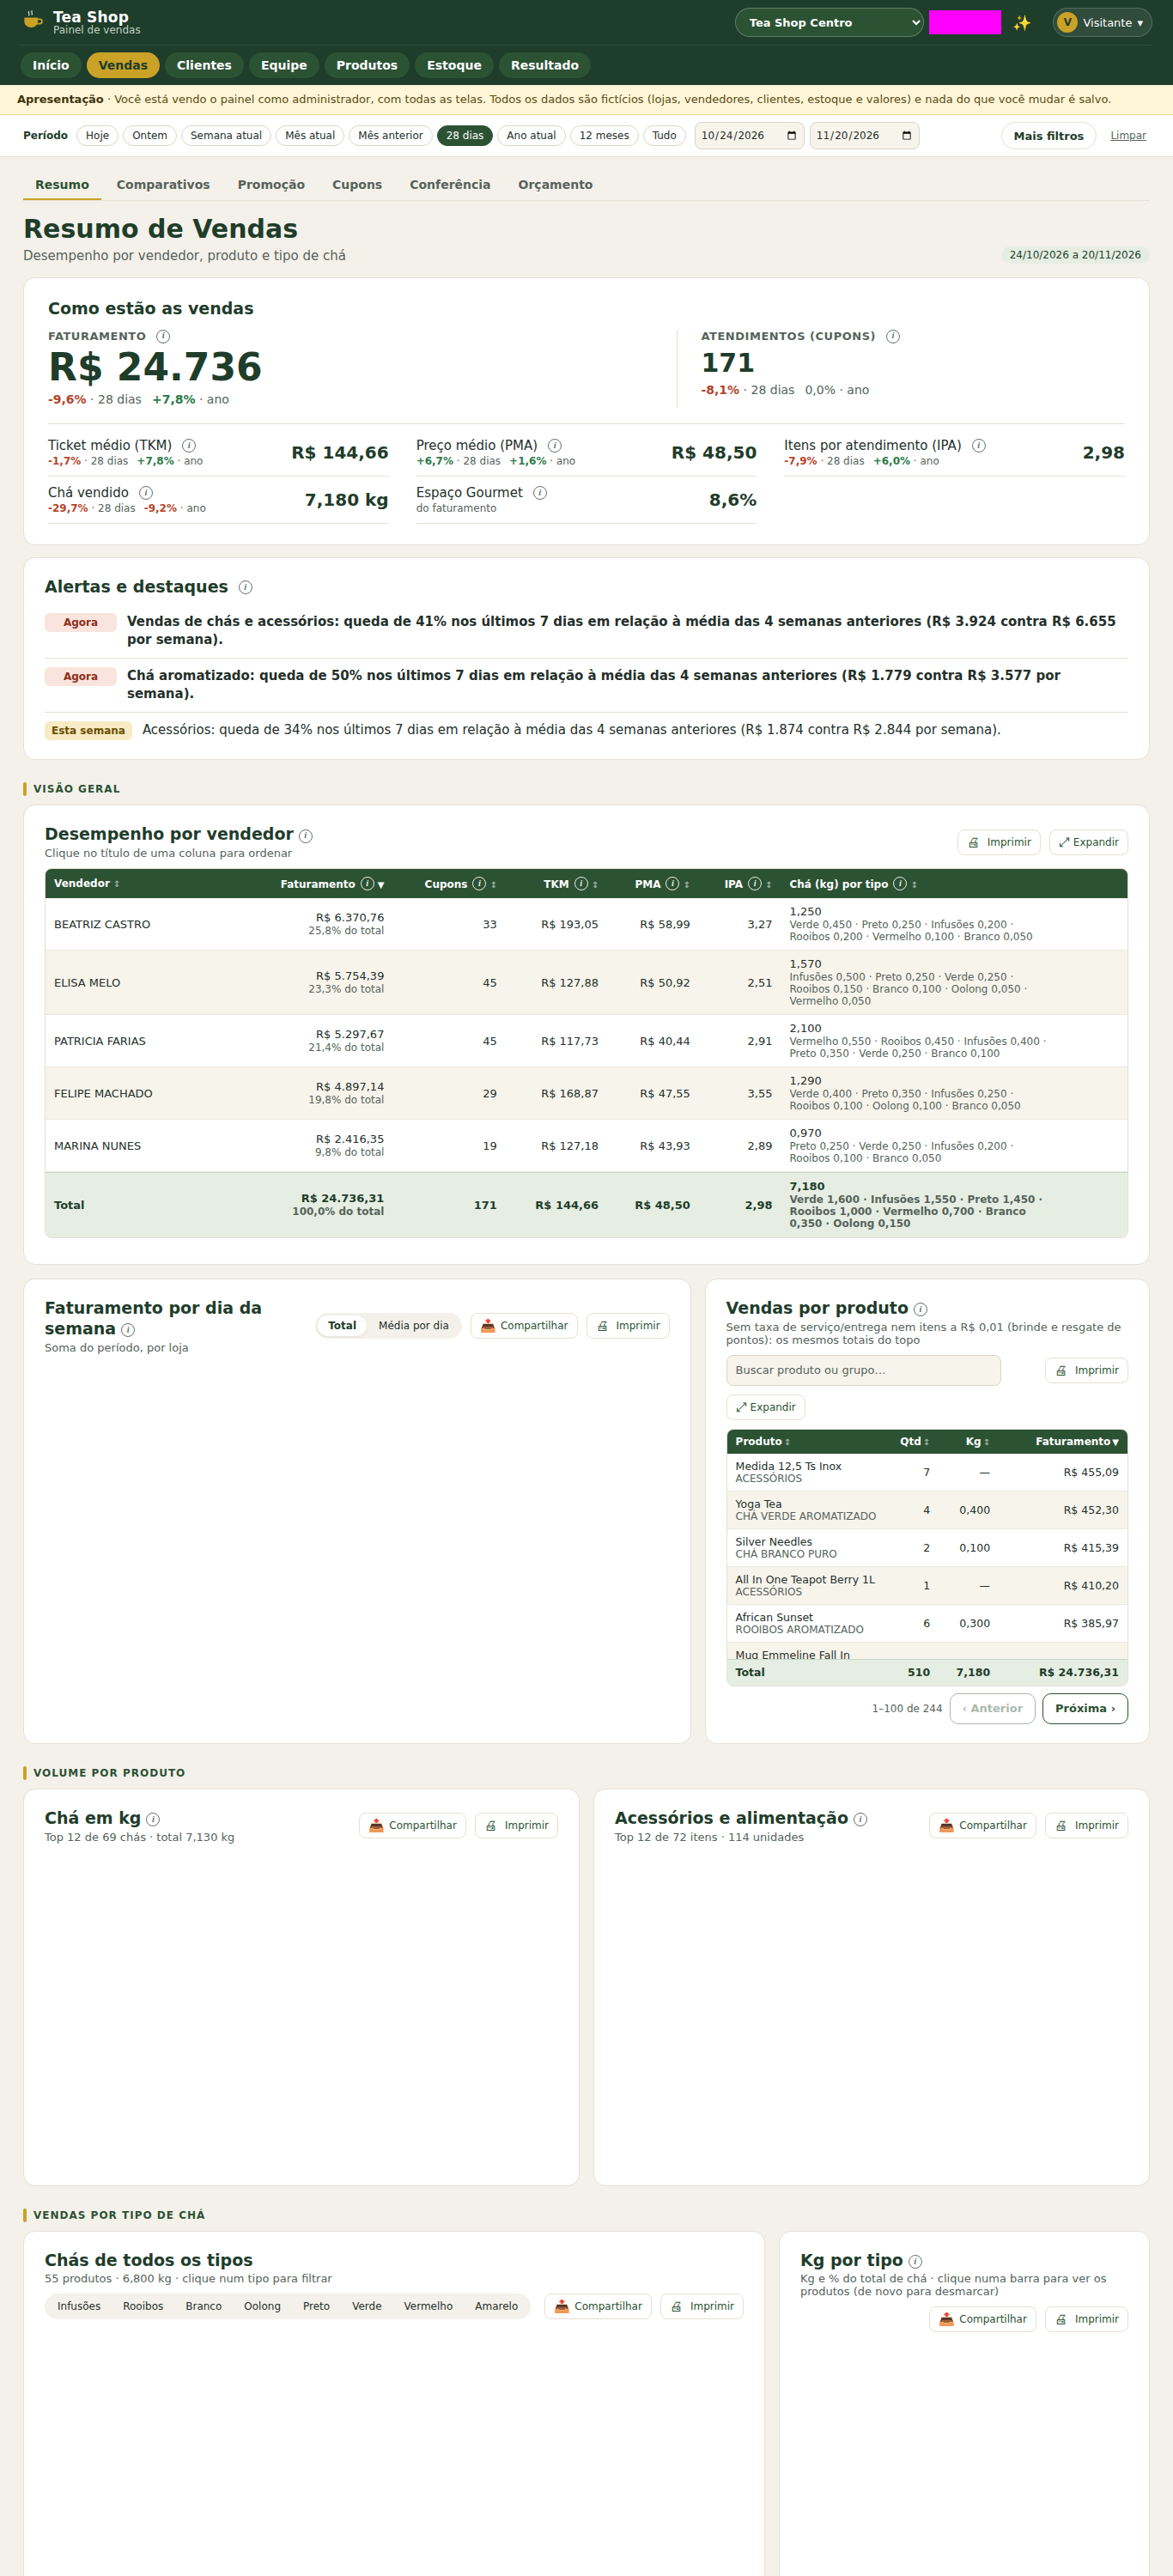 Tea Shop
Painel de vendas
Tea Shop Centro
V Visitante ▾
Início Vendas Clientes Equipe Produtos Estoque Resultado
Apresentação · Você está vendo o painel como administrador, com todas as telas. Todos os dados são fictícios (lojas, vendedores, clientes, estoque e valores) e nada do que você mudar é salvo.
Período Hoje Ontem Semana atual Mês atual Mês anterior 28 dias Ano atual 12 meses Tudo 10/24/2026 11/20/2026 Mais filtros Limpar
Resumo Comparativos Promoção Cupons Conferência Orçamento
Resumo de Vendas
Desempenho por vendedor, produto e tipo de chá
24/10/2026 a 20/11/2026
Como estão as vendas
FATURAMENTO i
R$ 24.736
-9,6% · 28 dias +7,8% · ano
ATENDIMENTOS (CUPONS) i
171
-8,1% · 28 dias 0,0% · ano
Ticket médio (TKM) i
-1,7% · 28 dias +7,8% · ano
R$ 144,66
Preço médio (PMA) i
+6,7% · 28 dias +1,6% · ano
R$ 48,50
Itens por atendimento (IPA) i
-7,9% · 28 dias +6,0% · ano
2,98
Chá vendido i
-29,7% · 28 dias -9,2% · ano
7,180 kg
Espaço Gourmet i
do faturamento
8,6%
Alertas e destaques i
Agora Vendas de chás e acessórios: queda de 41% nos últimos 7 dias em relação à média das 4 semanas anteriores (R$ 3.924 contra R$ 6.655
por semana).
Agora Chá aromatizado: queda de 50% nos últimos 7 dias em relação à média das 4 semanas anteriores (R$ 1.779 contra R$ 3.577 por
semana).
Esta semana Acessórios: queda de 34% nos últimos 7 dias em relação à média das 4 semanas anteriores (R$ 1.874 contra R$ 2.844 por semana).
VISÃO GERAL
Desempenho por vendedor i
Clique no título de uma coluna para ordenar
Imprimir Expandir
Vendedor ↕ Faturamento i ▼ Cupons i ↕ TKM i ↕ PMA i ↕ IPA i ↕ Chá (kg) por tipo i ↕
BEATRIZ CASTRO R$ 6.370,76 25,8% do total 33 R$ 193,05 R$ 58,99 3,27 1,250
Verde 0,450 · Preto 0,250 · Infusões 0,200 ·
Rooibos 0,200 · Vermelho 0,100 · Branco 0,050
ELISA MELO R$ 5.754,39 23,3% do total 45 R$ 127,88 R$ 50,92 2,51 1,570
Infusões 0,500 · Preto 0,250 · Verde 0,250 ·
Rooibos 0,150 · Branco 0,100 · Oolong 0,050 ·
Vermelho 0,050
PATRICIA FARIAS R$ 5.297,67 21,4% do total 45 R$ 117,73 R$ 40,44 2,91 2,100
Vermelho 0,550 · Rooibos 0,450 · Infusões 0,400 ·
Preto 0,350 · Verde 0,250 · Branco 0,100
FELIPE MACHADO R$ 4.897,14 19,8% do total 29 R$ 168,87 R$ 47,55 3,55 1,290
Verde 0,400 · Preto 0,350 · Infusões 0,250 ·
Rooibos 0,100 · Oolong 0,100 · Branco 0,050
MARINA NUNES R$ 2.416,35 9,8% do total 19 R$ 127,18 R$ 43,93 2,89 0,970
Preto 0,250 · Verde 0,250 · Infusões 0,200 ·
Rooibos 0,100 · Branco 0,050
Total R$ 24.736,31 100,0% do total 171 R$ 144,66 R$ 48,50 2,98 7,180
Verde 1,600 · Infusões 1,550 · Preto 1,450 ·
Rooibos 1,000 · Vermelho 0,700 · Branco
0,350 · Oolong 0,150
Faturamento por dia da
semana i
Soma do período, por loja
Total Média por dia Compartilhar Imprimir
Vendas por produto i
Sem taxa de serviço/entrega nem itens a R$ 0,01 (brinde e resgate de
pontos): os mesmos totais do topo
Buscar produto ou grupo… Imprimir
Expandir
Produto ↕ Qtd ↕ Kg ↕ Faturamento ▼
Medida 12,5 Ts Inox
ACESSÓRIOS
7 — R$ 455,09
Yoga Tea
CHÁ VERDE AROMATIZADO
4 0,400 R$ 452,30
Silver Needles
CHÁ BRANCO PURO
2 0,100 R$ 415,39
All In One Teapot Berry 1L
ACESSÓRIOS
1 — R$ 410,20
African Sunset
ROOIBOS AROMATIZADO
6 0,300 R$ 385,97
Mug Emmeline Fall In
Total 510 7,180 R$ 24.736,31
1–100 de 244 ‹ Anterior Próxima ›
VOLUME POR PRODUTO
Chá em kg i
Top 12 de 69 chás · total 7,130 kg
Compartilhar Imprimir
Acessórios e alimentação i
Top 12 de 72 itens · 114 unidades
Compartilhar Imprimir
VENDAS POR TIPO DE CHÁ
Chás de todos os tipos
55 produtos · 6,800 kg · clique num tipo para filtrar
Infusões Rooibos Branco Oolong Preto Verde Vermelho Amarelo Compartilhar Imprimir
Kg por tipo i
Kg e % do total de chá · clique numa barra para ver os
produtos (de novo para desmarcar)
Compartilhar Imprimir